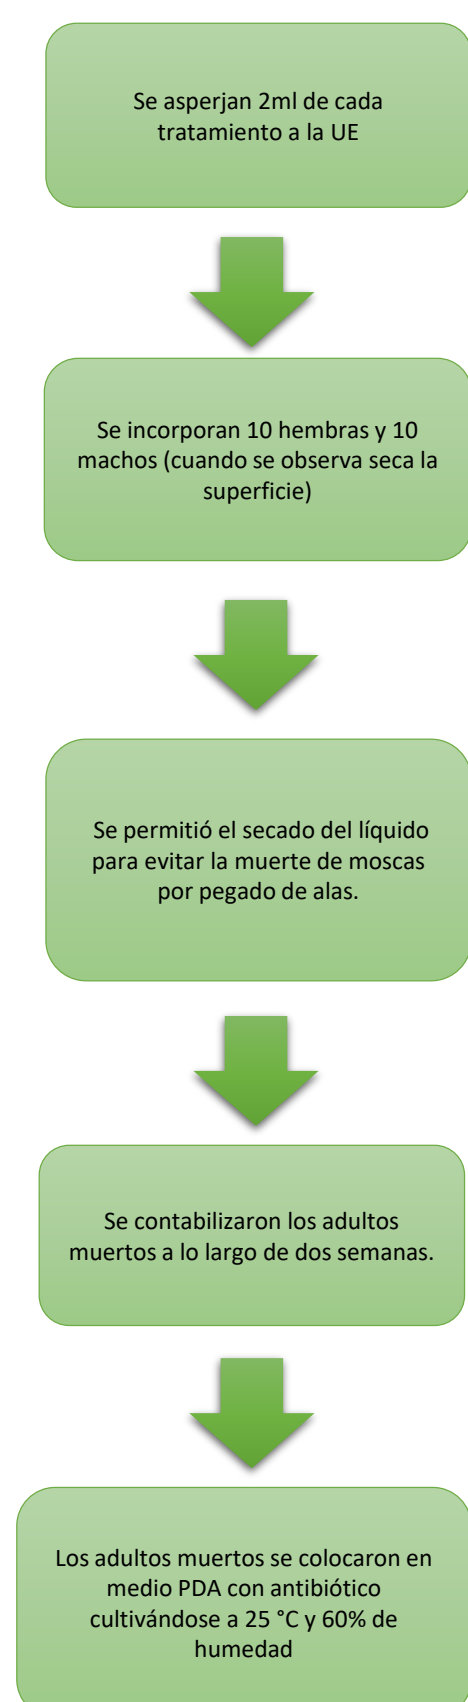 Se asperjan 2ml de cada
tratamiento a la UE
Se incorporan 10 hembras y 10
machos (cuando se observa seca la
superficie)
Se permitió el secado del líquido
para evitar la muerte de moscas
por pegado de alas.
Se contabilizaron los adultos
muertos a lo largo de dos semanas.
Los adultos muertos se colocaron en
medio PDA con antibiótico
cultivándose a 25 °C y 60% de
humedad